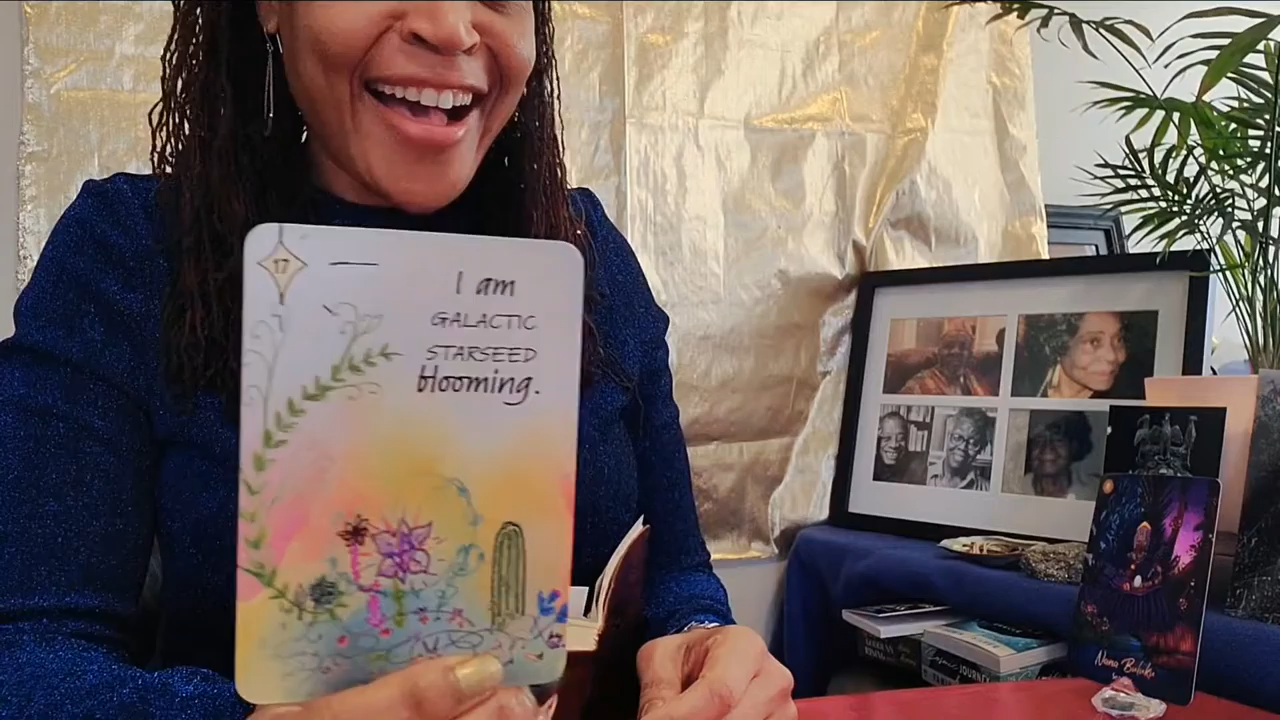 17
I am
GALACTIC
STARSEED
blooming.
Nana Buluku